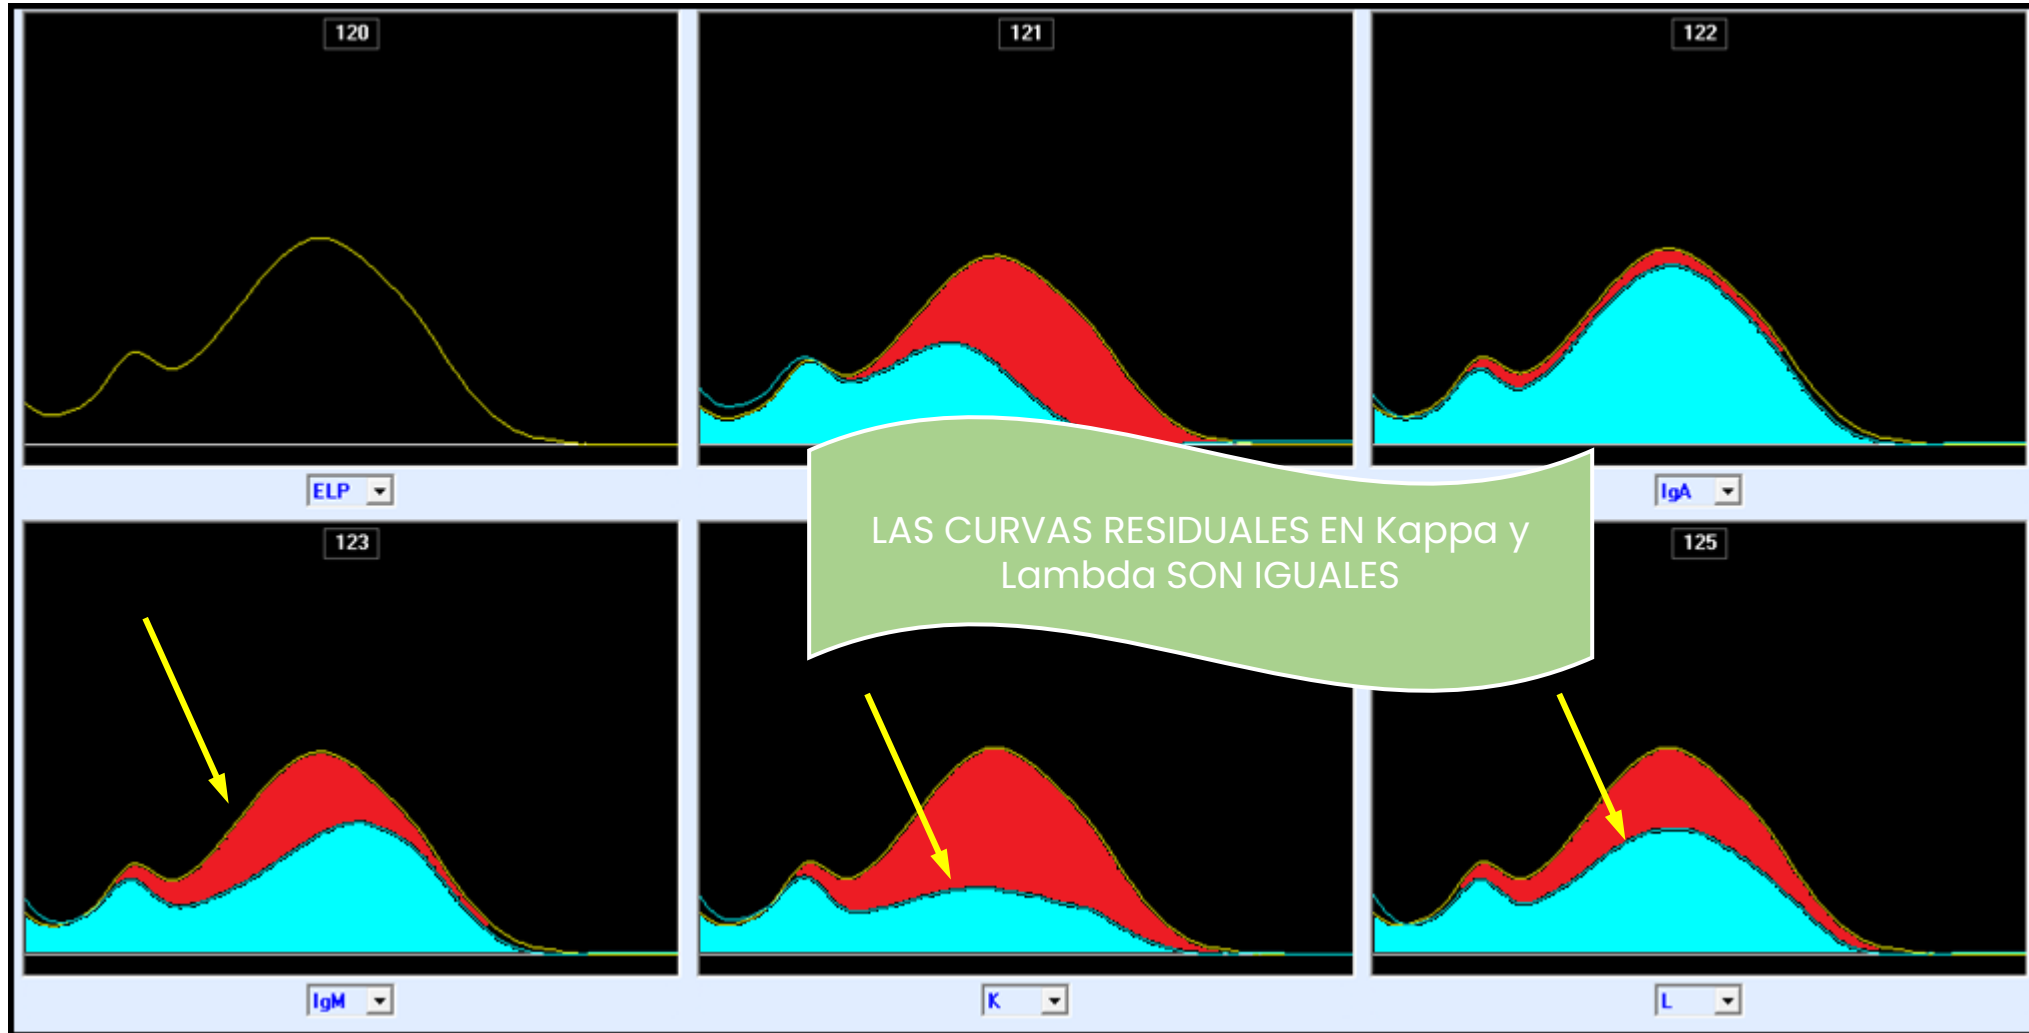 120
121
122
ELP
IgA
LAS CURVAS RESIDUALES EN Kappa y
Lambda SON IGUALES
123
125
IgM
K
L